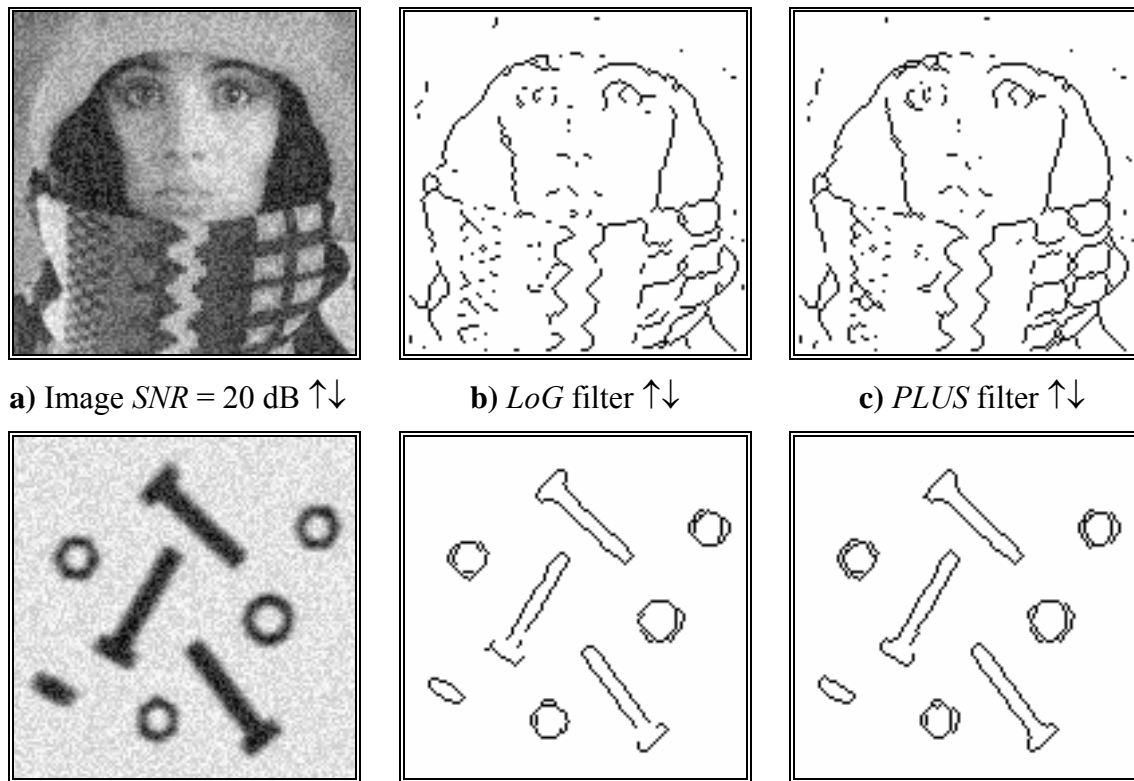 a) Image SNR = 20 dB ↑↓
b) LoG filter ↑↓
c) PLUS filter ↑↓